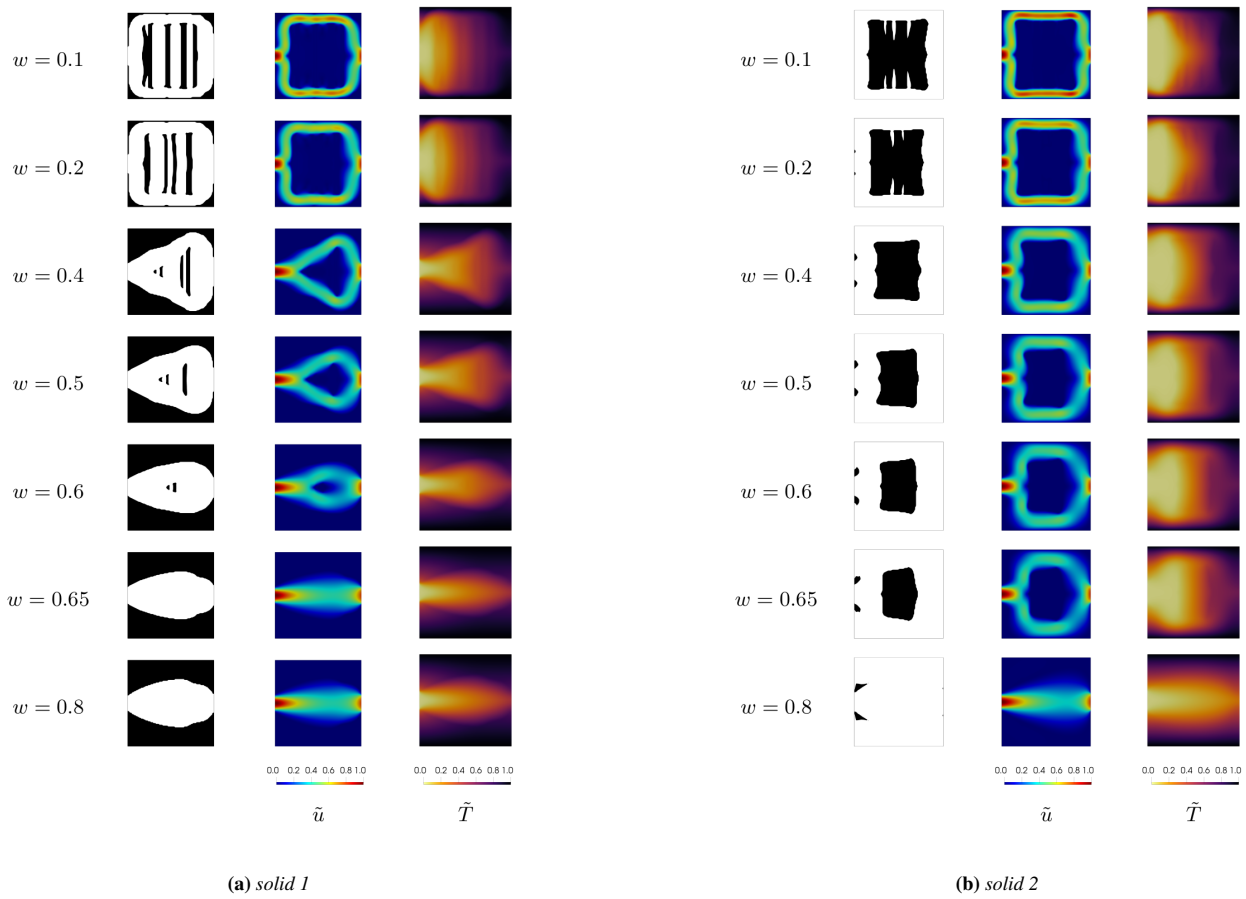 w = 0.1
w = 0.2
w = 0.4
w = 0.5
w = 0.6
w = 0.65
w = 0.8
0.0 0.2 0.4 0.6 0.8 1.0
0.2 0.4 0.6 0.8 1.0
ũ
T̃
(a) solid 1
w = 0.1
w = 0.2
w = 0.4
w = 0.5
w = 0.6
w = 0.65
w = 0.8
0.0 0.2 0.4 0.6 0.8 1.0
0.2 0.4 0.6 0.8 1.0
ũ
T̃
(b) solid 2